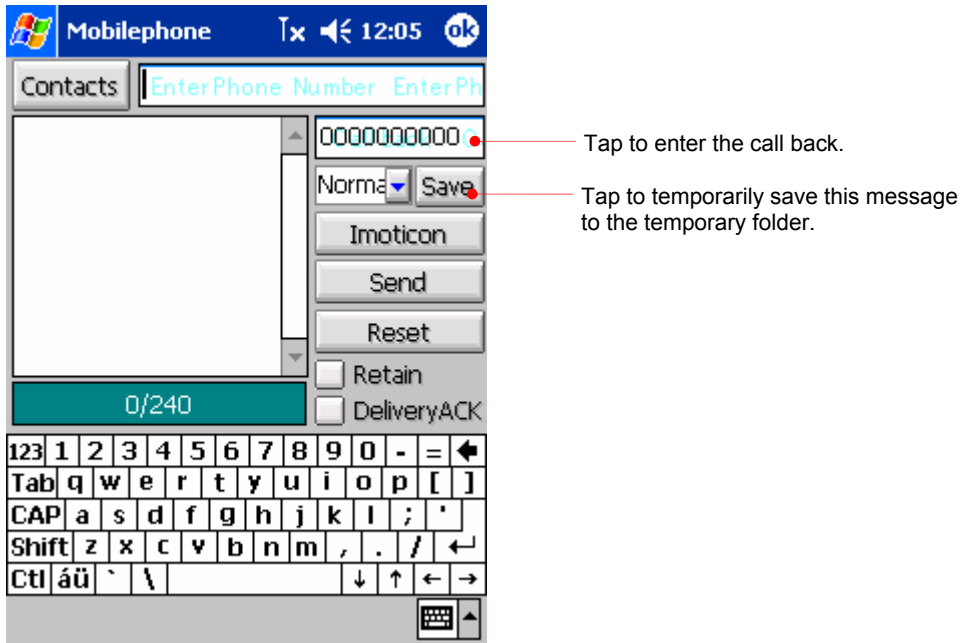 Mobilephone 12:05 ok
Contacts EnterPhone Number EnterPh
0000000000
Tap to enter the call back.
Norma Save
Tap to temporarily save this message
to the temporary folder.
Imoticon
Send
Reset
Retain
0/240
DeliveryACK
123 1 2 3 4 5 6 7 8 9 0 - =
Tab q w e r t y u i o p [ ]
CAP a s d f g h j k l ; '
Shift z x c v b n m , . /
Ctl áü ` \ ↓ ↑ ← →